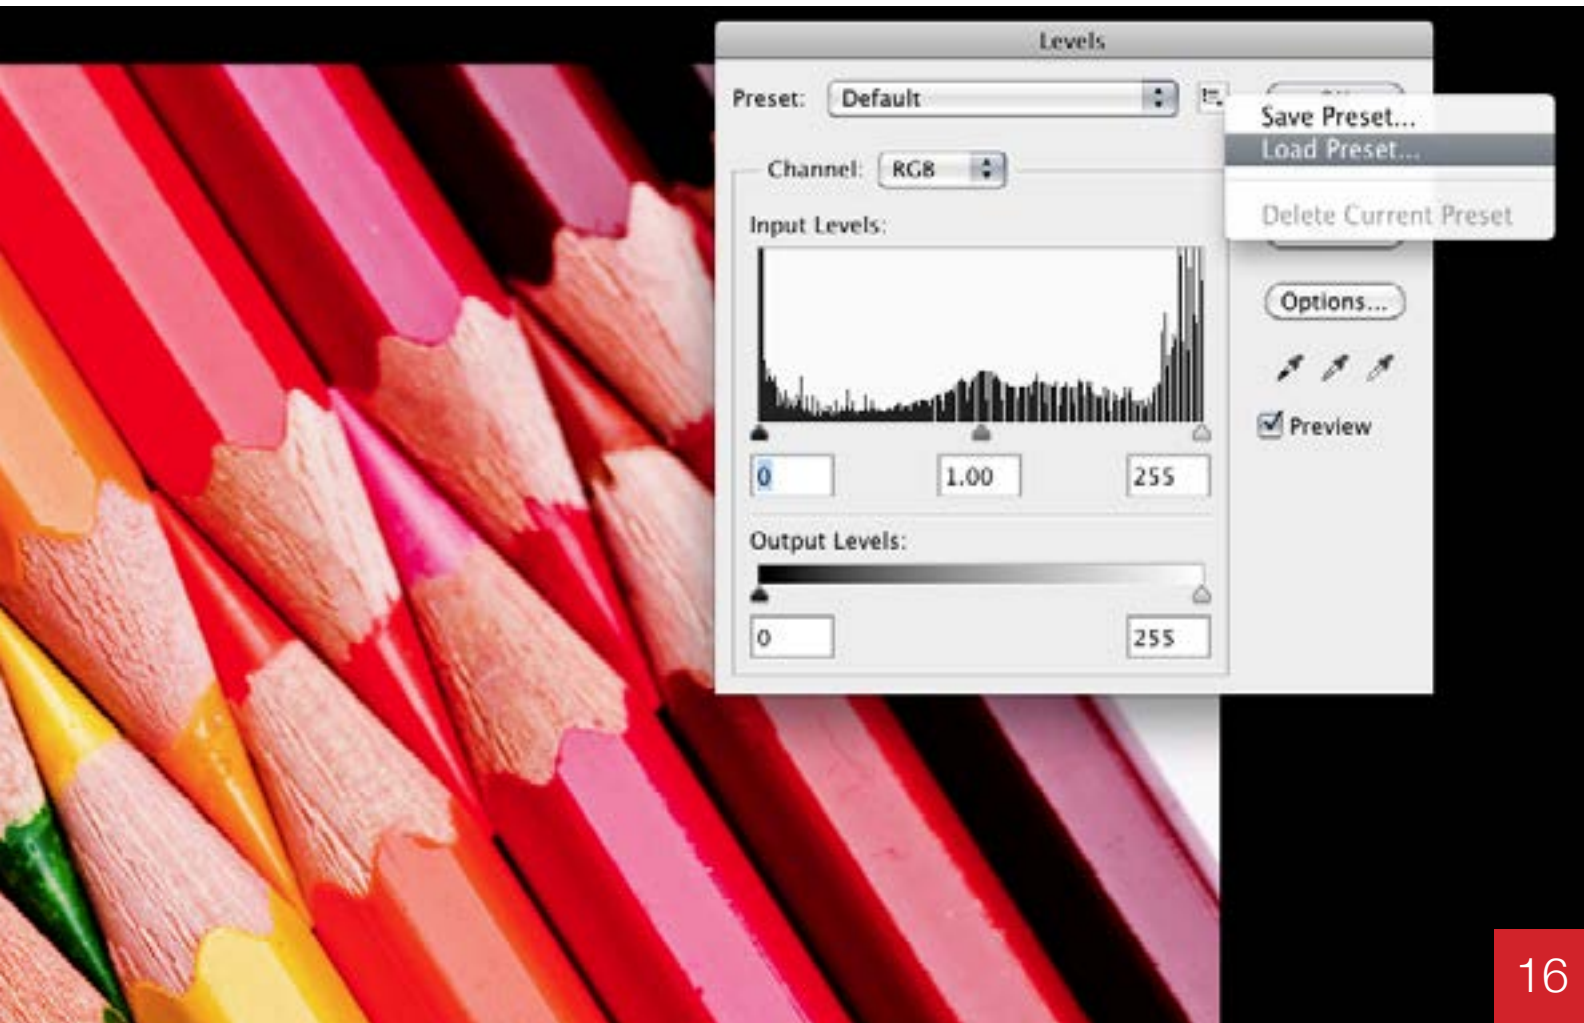 Levels
Preset: Default
Save Preset...
Load Preset...
Delete Current Preset
Channel: RGB
Input Levels:
0 1.00 255
Options...
Preview
Output Levels:
0 255
16